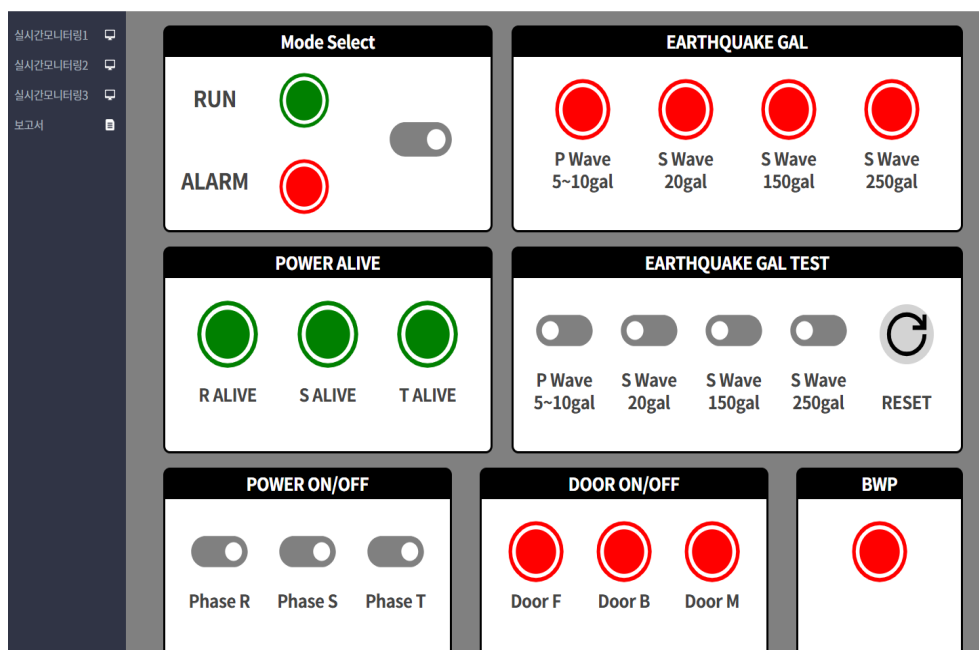 실시간모니터링1
실시간모니터링2
실시간모니터링3
보고서
Mode Select
RUN
ALARM
EARTHQUAKE GAL
P Wave S Wave S Wave S Wave
5~10gal 20gal 150gal 250gal
POWER ALIVE
R ALIVE S ALIVE T ALIVE
EARTHQUAKE GAL TEST
P Wave S Wave S Wave S Wave
5~10gal 20gal 150gal 250gal RESET
POWER ON/OFF
Phase R Phase S Phase T
DOOR ON/OFF
Door F Door B Door M
BWP